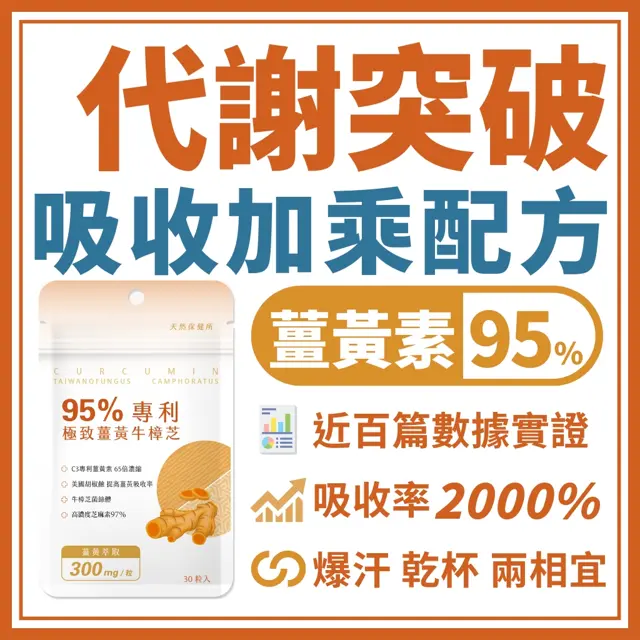 代謝突破
吸收加乘配方
薑黃素 95%
近百篇數據實證
吸收率 2000%
爆汗 乾杯 兩相宜
天然保健所
CURCUMIN
TAIWANOFUNGUS CAMPHORATUS
95% 專利
極致薑黃牛樟芝
C3專利薑黃素 65倍濃縮
美國胡椒鹼 提高薑黃吸收率
牛樟芝菌絲體
高濃度芝麻素97%
薑黃萃取
300mg/粒
30粒入